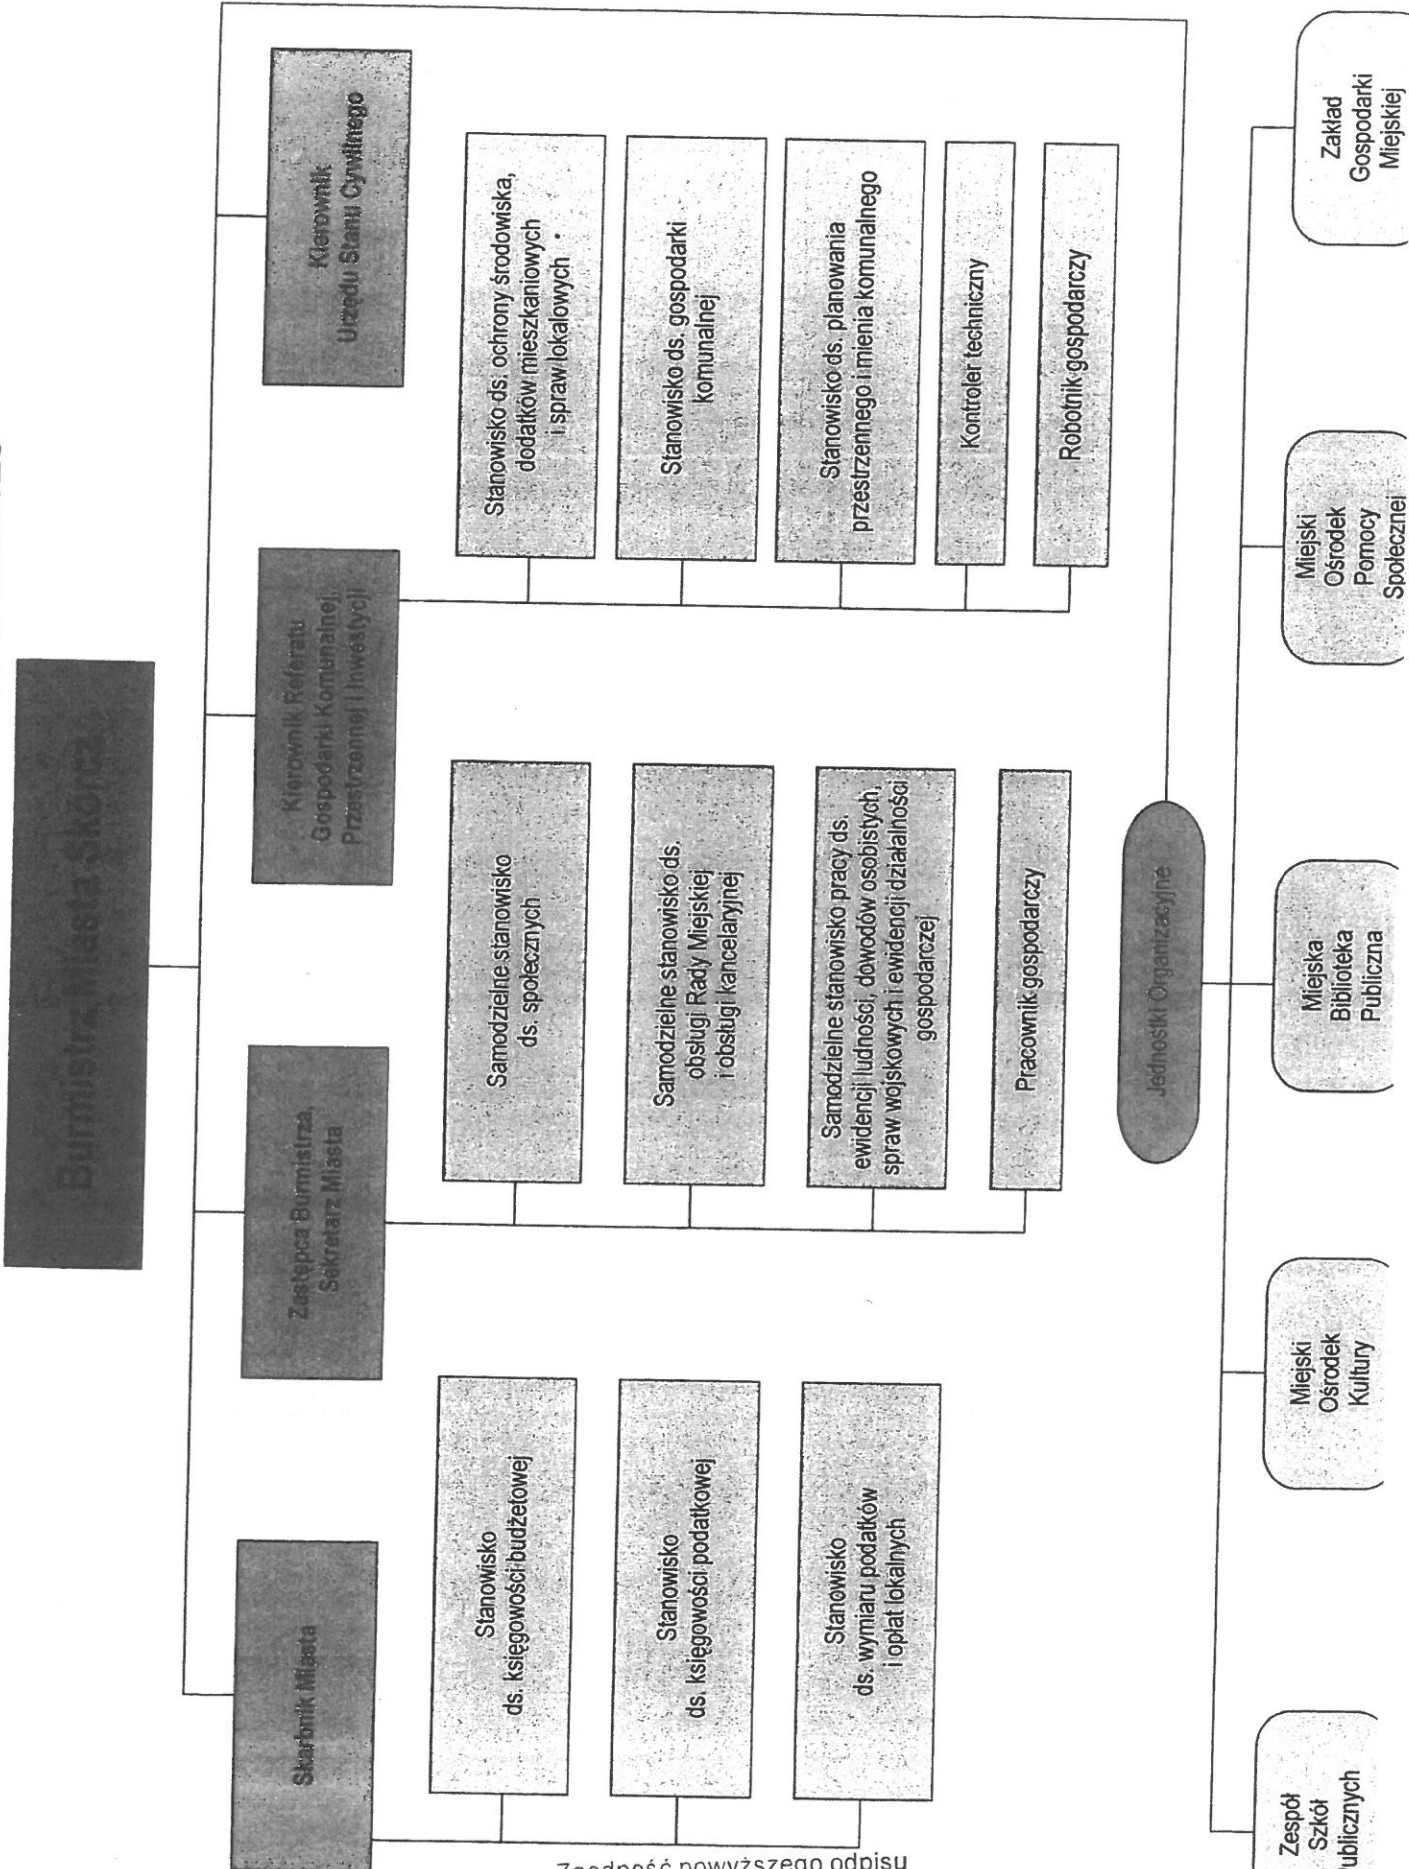 Burmistrz Miasta Skórcz
Skarbnik Miasta
Zastępca Burmistrza,
Sekretarz Miasta
Kierownik Referatu
Gospodarki Komunalnej,
Przestrzennej i Inwestycji
Kierownik
Urzędu Stanu Cywilnego
Stanowisko
ds. księgowości budżetowej
Stanowisko
ds. księgowości podatkowej
Stanowisko
ds. wymiaru podatków
i opłat lokalnych
Samodzielne stanowisko
ds. społecznych
Samodzielne stanowisko ds.
obsługi Rady Miejskiej
i obsługi kancelaryjnej
Samodzielne stanowisko pracy ds.
ewidencji ludności, dowodów osobistych,
spraw wojskowych i ewidencji działalności
gospodarczej
Pracownik gospodarczy
Stanowisko ds. ochrony środowiska,
dodatków mieszkaniowych
i spraw lokalowych
Stanowisko ds. gospodarki
komunalnej
Stanowisko ds. planowania
przestrzennego i mienia komunalnego
Kontroler techniczny
Robotnik gospodarczy
Jednostki Organizacyjne
Zespół
Szkół
ublicznych
Miejski
Ośrodek
Kultury
Miejska
Biblioteka
Publiczna
Miejski
Ośrodek
Pomocy
Społecznej
Zakład
Gospodarki
Miejskiej
Zgodność powyższego odpisu